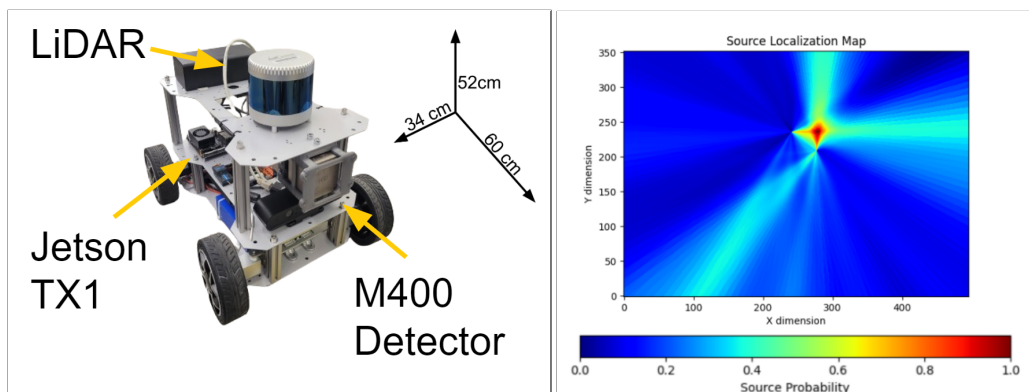 LiDAR
52cm
34 cm
60 cm
Jetson
TX1
M400
Detector
Source Localization Map
350
300
250
200
150
100
50
0
Y dimension
0
100
200
300
400
X dimension
0.0
0.2
0.4
0.6
0.8
1.0
Source Probability